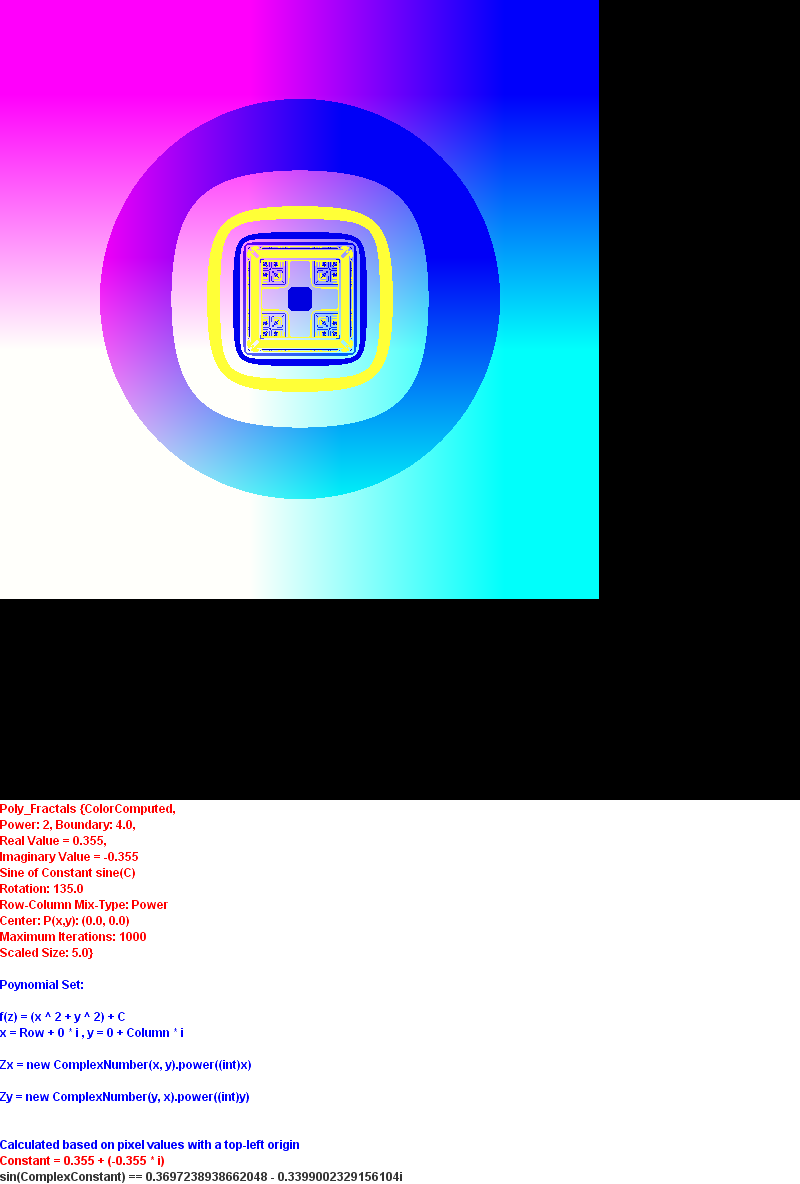 Poly_Fractals {ColorComputed,
Power: 2, Boundary: 4.0,
Real Value = 0.355,
Imaginary Value = -0.355
Sine of Constant sine(C)
Rotation: 135.0
Row-Column Mix-Type: Power
Center: P(x,y): (0.0, 0.0)
Maximum Iterations: 1000
Scaled Size: 5.0}
Poynomial Set:
f(z) = (x ^ 2 + y ^ 2) + C
x = Row + 0 * i , y = 0 + Column * i
Zx = new ComplexNumber(x, y).power((int)x)
Zy = new ComplexNumber(y, x).power((int)y)
Calculated based on pixel values with a top-left origin
Constant = 0.355 + (-0.355 * i)
sin(ComplexConstant) == 0.3697238938662048 - 0.3399002329156104i